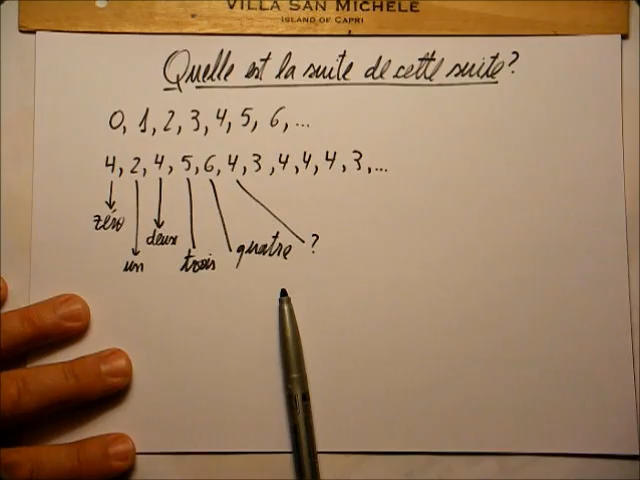 VILLA SAN MICHELE
ISLAND OF CAPRI
Quelle est la suite de cette suite?
0, 1, 2, 3, 4, 5, 6, ...
4, 2, 4, 5, 6, 4, 3, 4, 4, 4, 3, ...
zéro
deux
un trois quatre ?